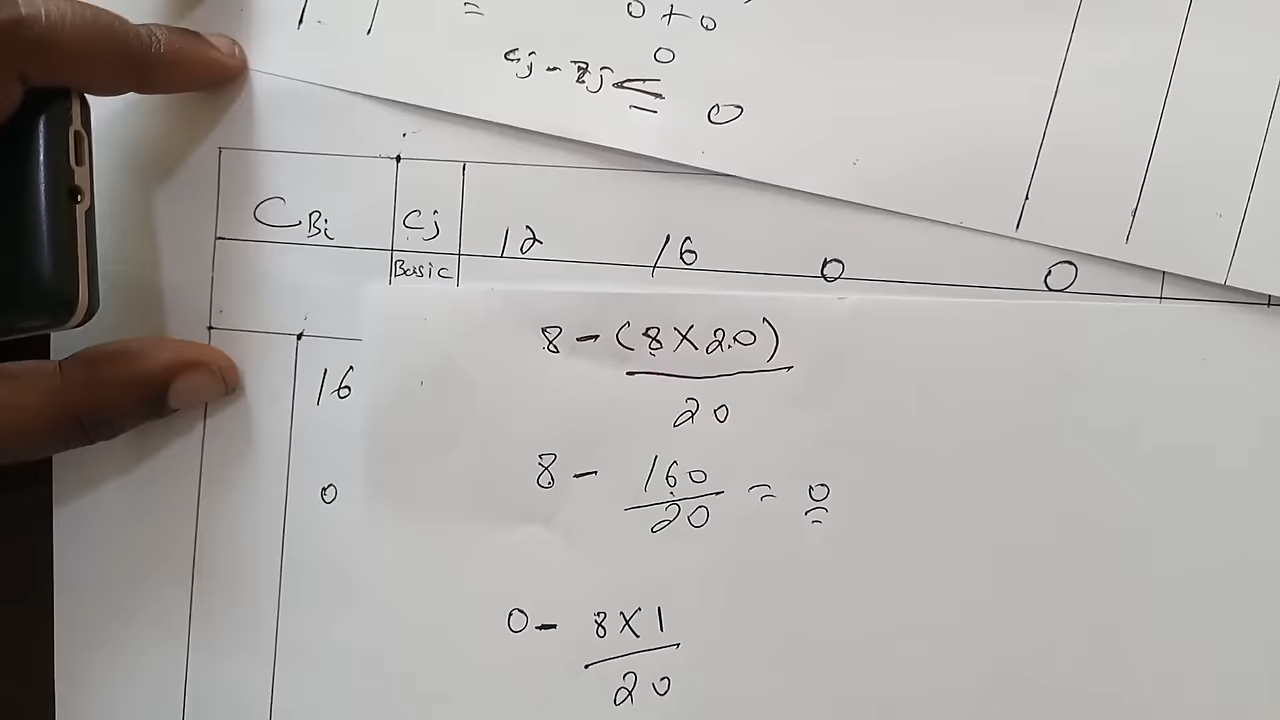 = 0 + 0
0
Cj - Zj ≤ 0
CBi Cj 12 16 0 0
Basic
8 - (8 X 20)
20
16
8 - 160 = 0
20
0
0 - 8 X 1
20